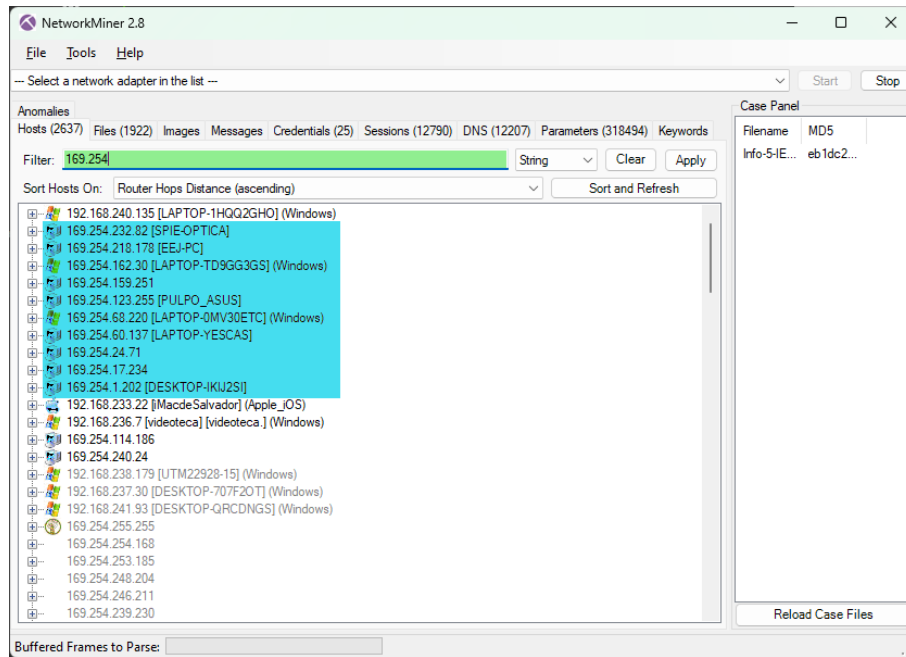 NetworkMiner 2.8
File Tools Help
--- Select a network adapter in the list ---
Start
Stop
Anomalies
Hosts (2637) Files (1922) Images Messages Credentials (25) Sessions (12790) DNS (12207) Parameters (318494) Keywords
Filter: 169.254 String Clear Apply
Sort Hosts On: Router Hops Distance (ascending) Sort and Refresh
192.168.240.135 [LAPTOP-1HQQ2GHO] (Windows)
169.254.232.82 [SPIE-OPTICA]
169.254.218.178 [EEJ-PC]
169.254.162.30 [LAPTOP-TD9GG3GS] (Windows)
169.254.159.251
169.254.123.255 [PULPO_ASUS]
169.254.68.220 [LAPTOP-0MV30ETC] (Windows)
169.254.60.137 [LAPTOP-YESCAS]
169.254.24.71
169.254.17.234
169.254.1.202 [DESKTOP-IKIJ2SI]
192.168.233.22 [iMacdeSalvador] (Apple_iOS)
192.168.236.7 [videoteca] [videoteca.] (Windows)
169.254.114.186
169.254.240.24
192.168.238.179 [UTM22928-15] (Windows)
192.168.237.30 [DESKTOP-707F2OT] (Windows)
192.168.241.93 [DESKTOP-QRCDNGS] (Windows)
169.254.255.255
169.254.254.168
169.254.253.185
169.254.248.204
169.254.246.211
169.254.239.230
Case Panel
Filename MD5
Info-5-IE... eb1dc2...
Reload Case Files
Buffered Frames to Parse: